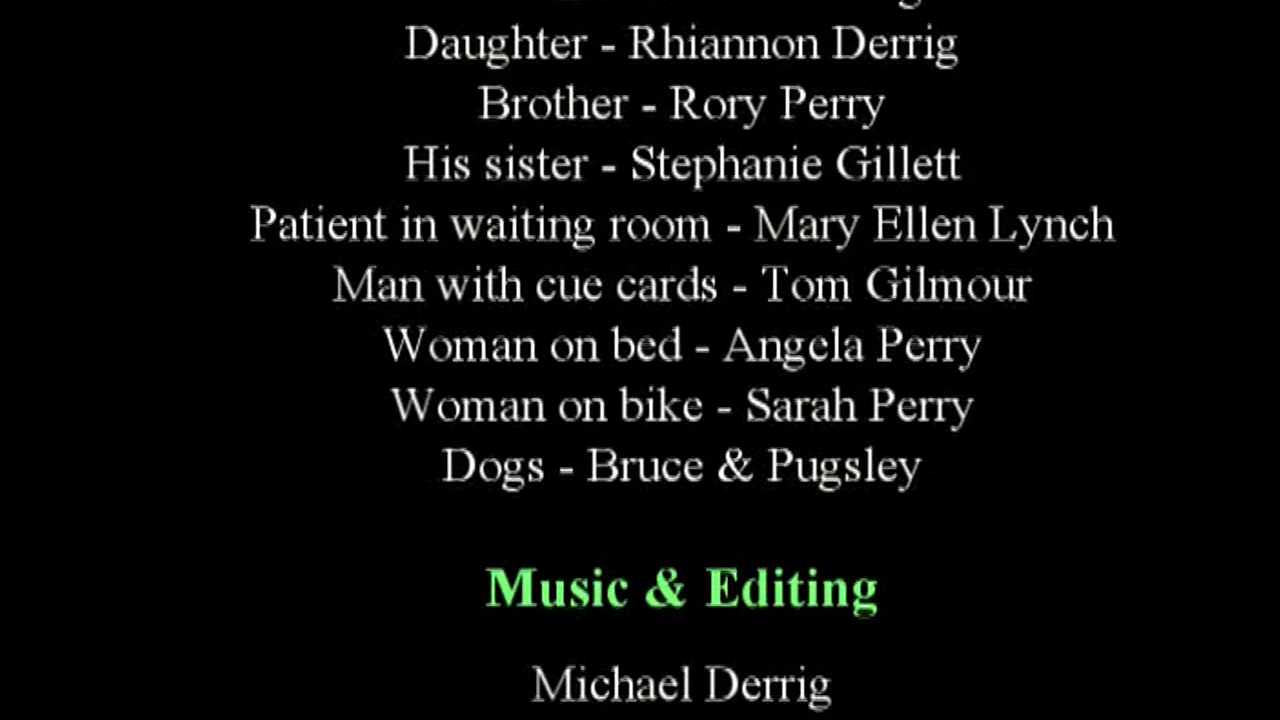 Daughter - Rhiannon Derrig
Brother - Rory Perry
His sister - Stephanie Gillett
Patient in waiting room - Mary Ellen Lynch
Man with cue cards - Tom Gilmour
Woman on bed - Angela Perry
Woman on bike - Sarah Perry
Dogs - Bruce & Pugsley
Music & Editing
Michael Derrig